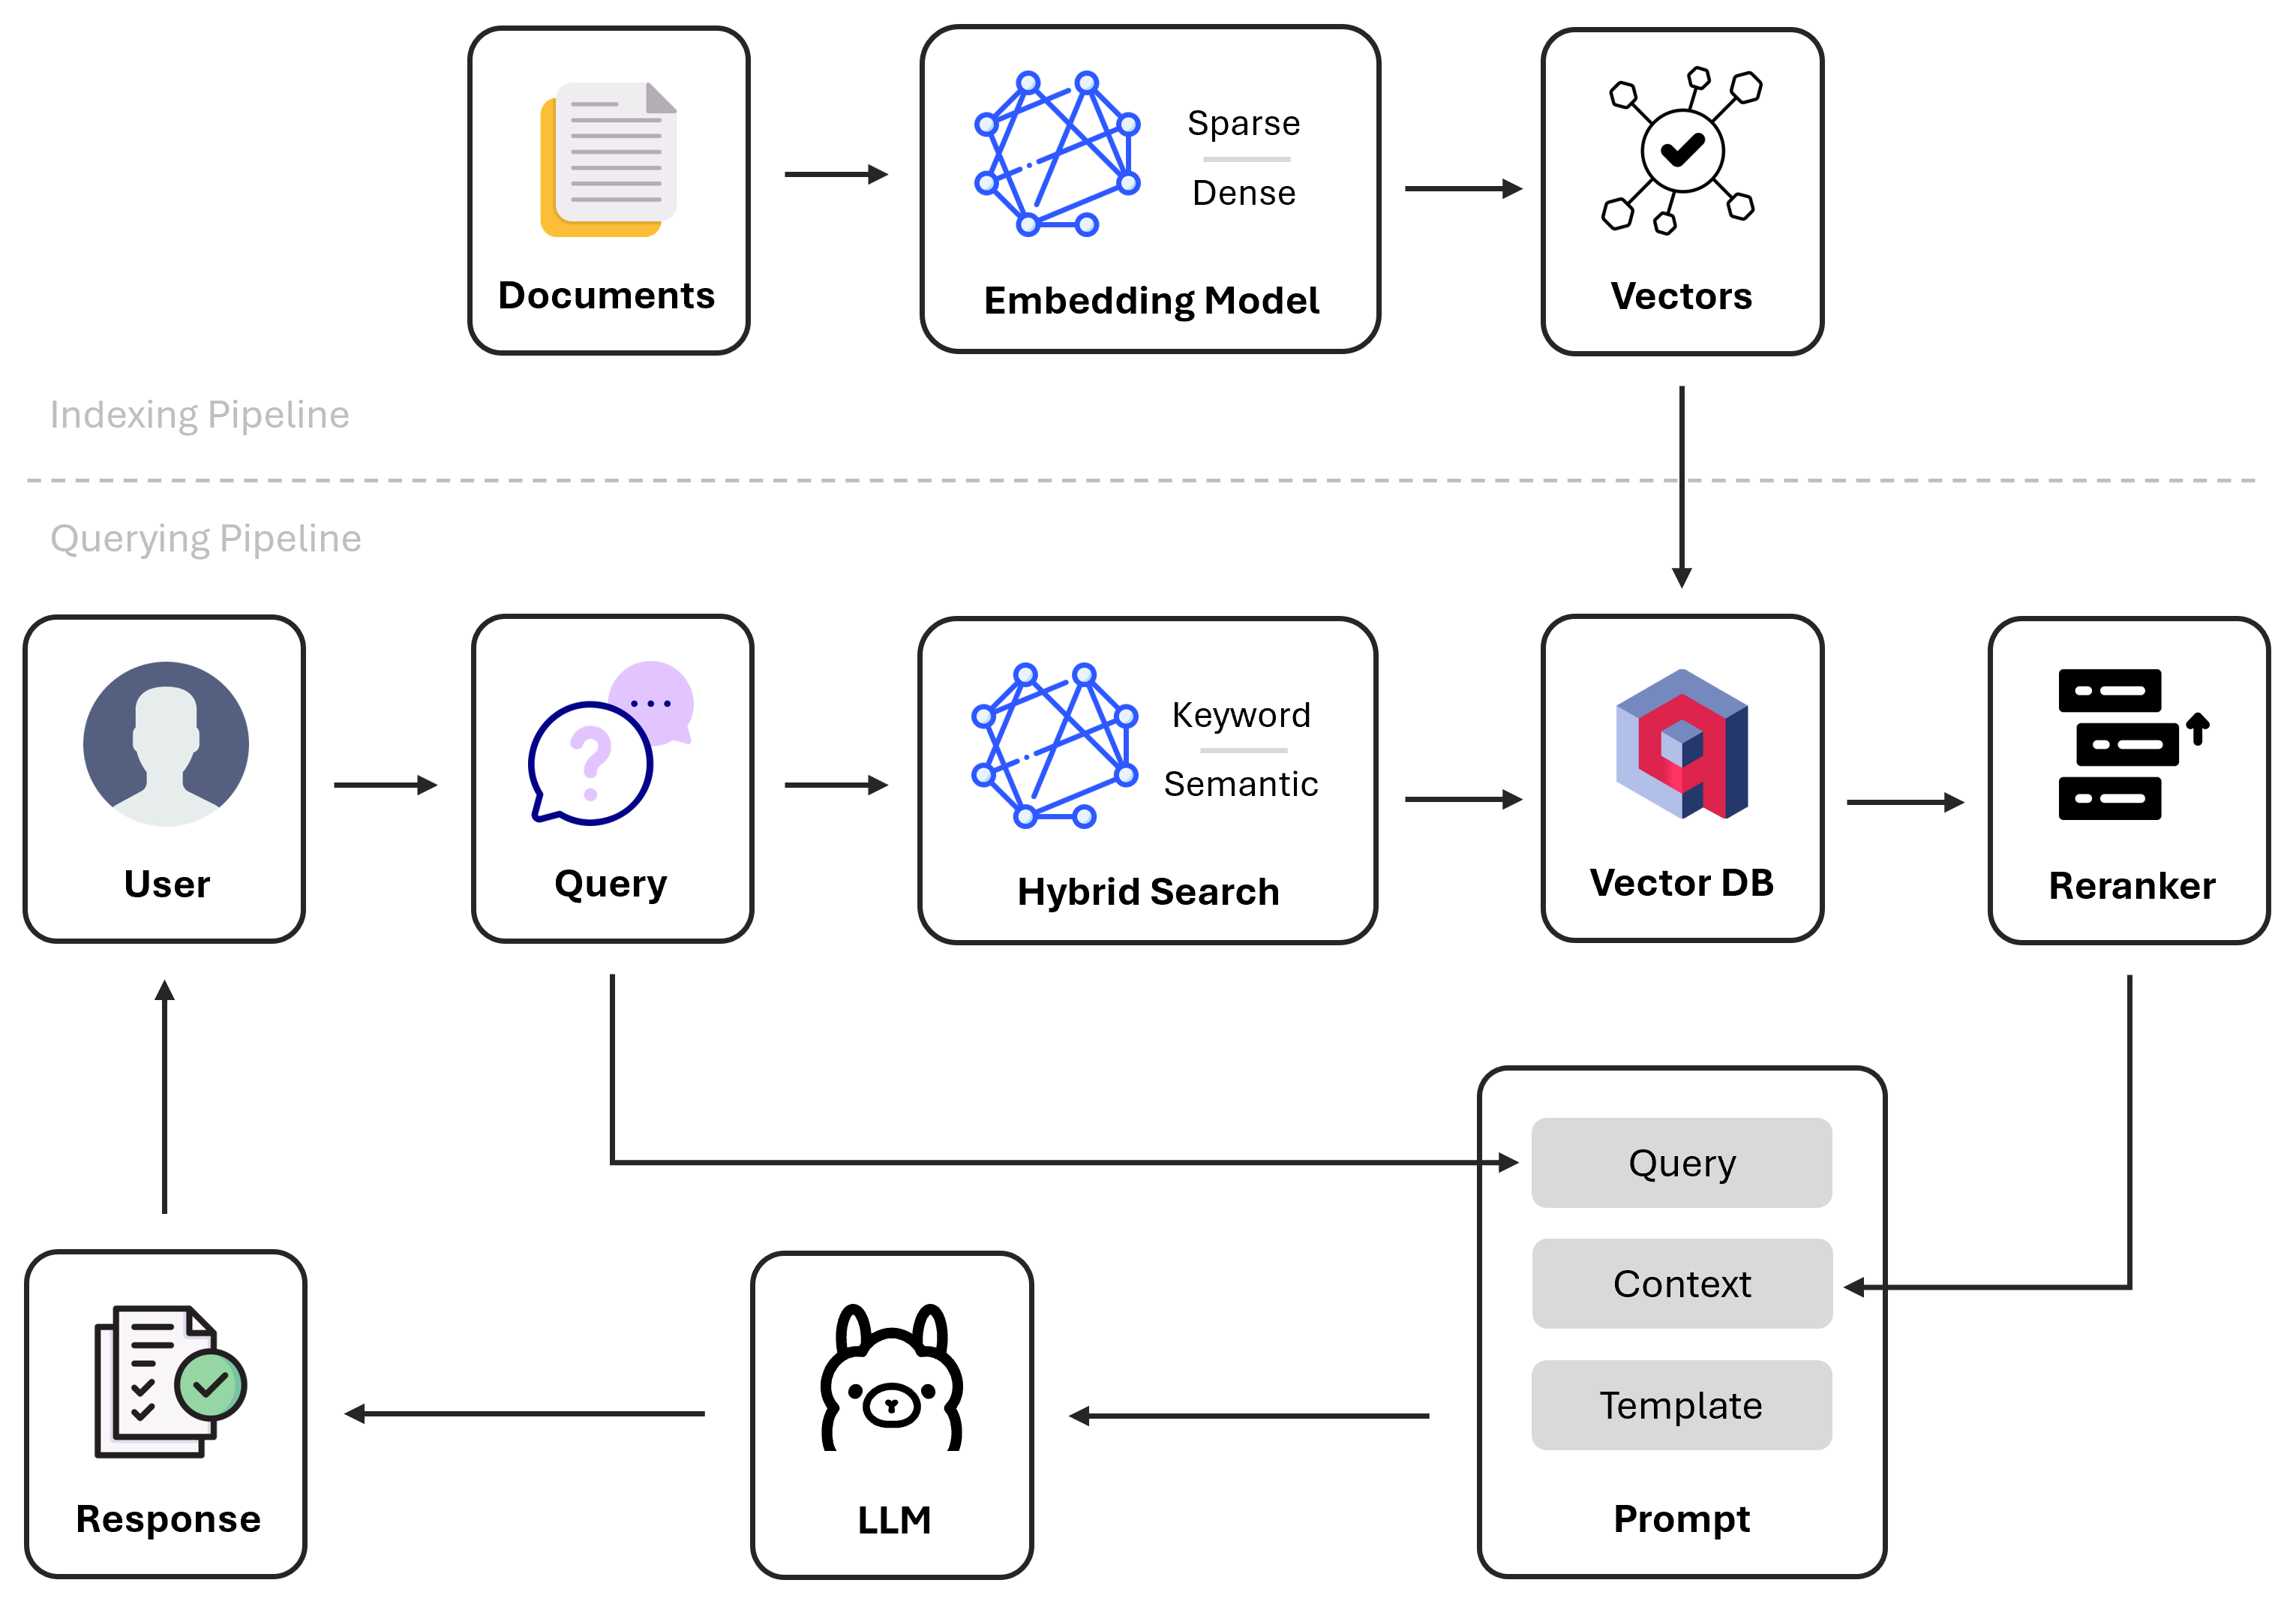 Sparse
Dense
Documents
Embedding Model
Vectors
Indexing Pipeline
Querying Pipeline
Keyword
Semantic
User
Query
Hybrid Search
Vector DB
Reranker
Query
Context
Template
Response
LLM
Prompt